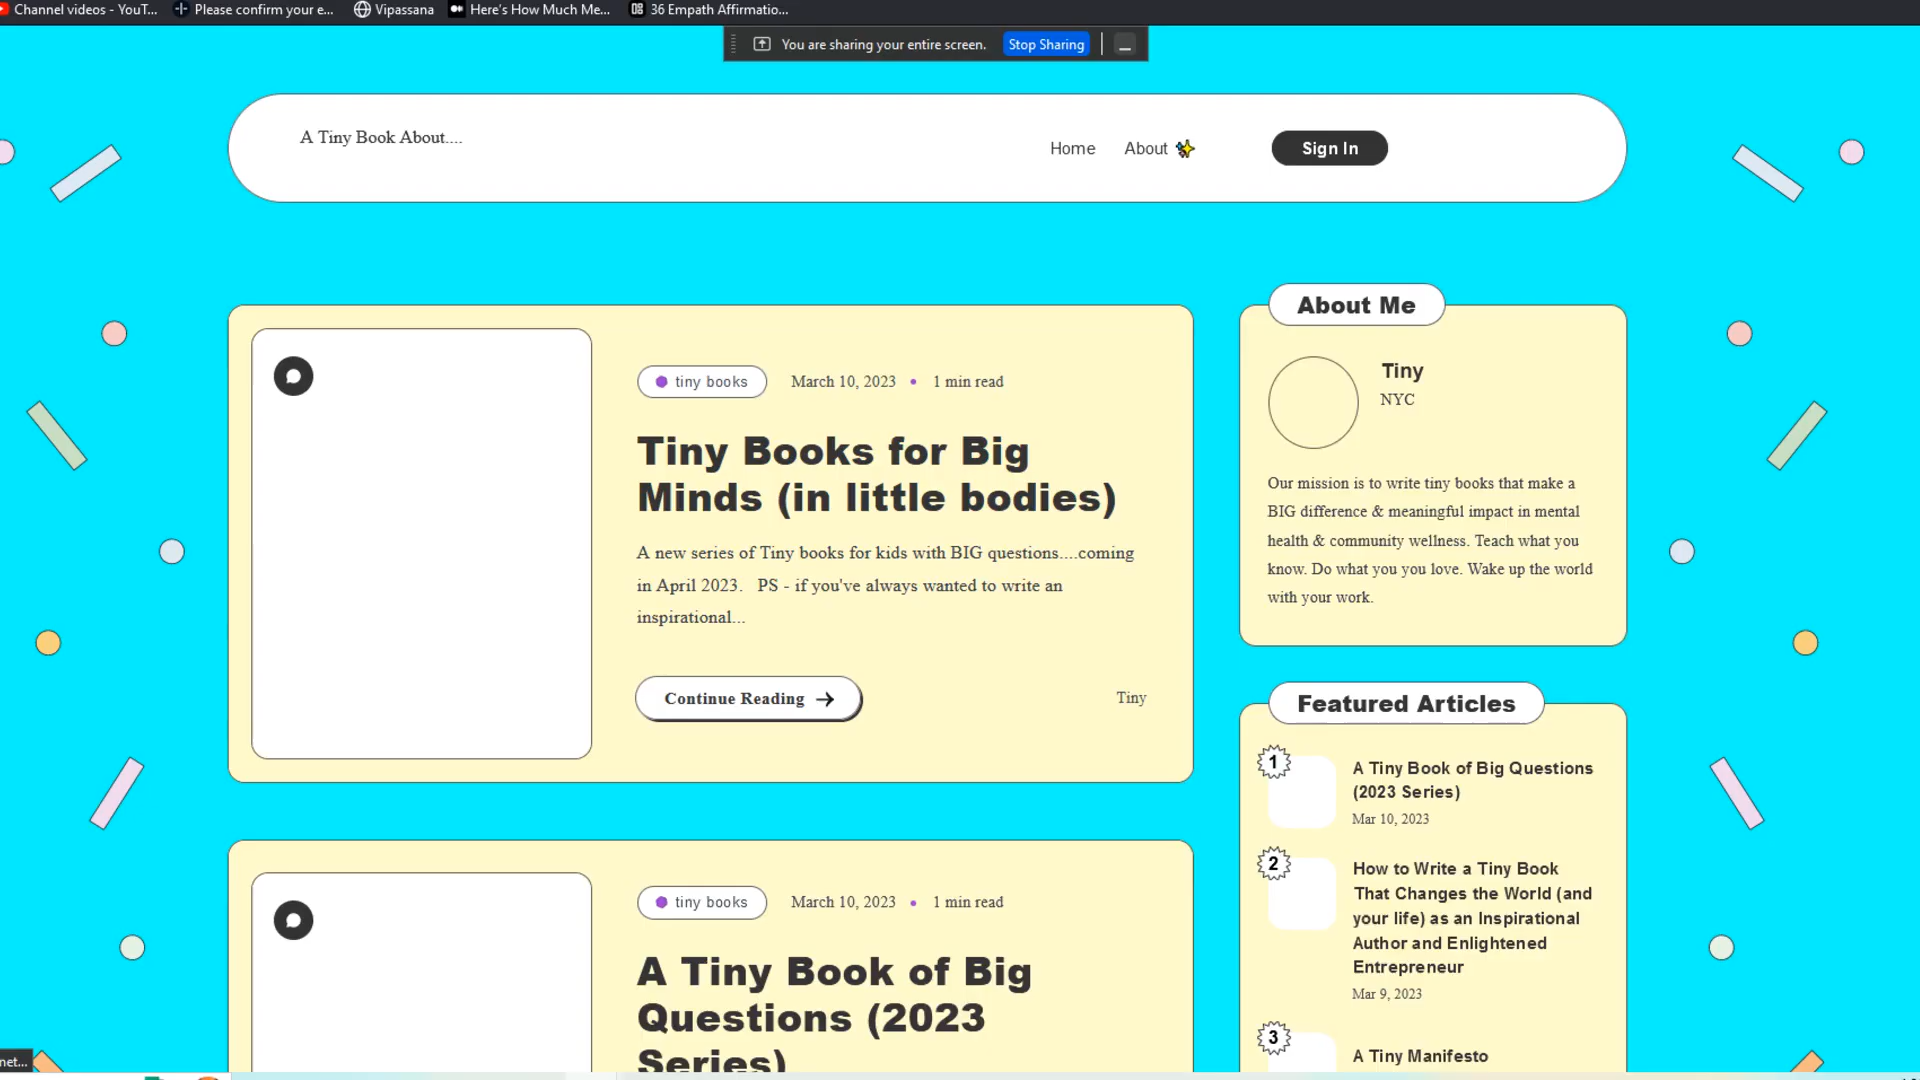 Channel videos - YouT...
Please confirm your e...
Vipassana
Here's How Much Me...
36 Empath Affirmatio...
You are sharing your entire screen.
Stop Sharing
A Tiny Book About....
Home
About ✨
Sign In
tiny books
March 10, 2023 • 1 min read
Tiny Books for Big
Minds (in little bodies)
A new series of Tiny books for kids with BIG questions....coming
in April 2023. PS - if you've always wanted to write an
inspirational...
Continue Reading →
Tiny
tiny books
March 10, 2023 • 1 min read
A Tiny Book of Big
Questions (2023
Series)
About Me
Tiny
NYC
Our mission is to write tiny books that make a
BIG difference & meaningful impact in mental
health & community wellness. Teach what you
know. Do what you you love. Wake up the world
with your work.
Featured Articles
1
A Tiny Book of Big Questions
(2023 Series)
Mar 10, 2023
2
How to Write a Tiny Book
That Changes the World (and
your life) as an Inspirational
Author and Enlightened
Entrepreneur
Mar 9, 2023
3
A Tiny Manifesto
net...